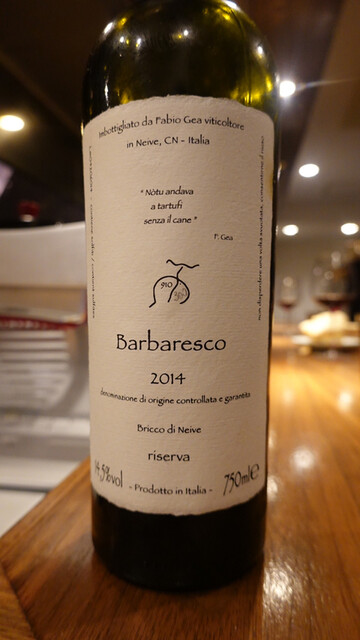 Imbottigliato da Fabio Gea viticoltore
in Neive, CN - Italia
" Nòtu andava
a tartufi
senza il cane "
P. Gea
910
Barbaresco
2014
denominazione di origine controllata e garantita
Bricco di Neive
riserva
14,5%vol
- Prodotto in Italia -
750ml e